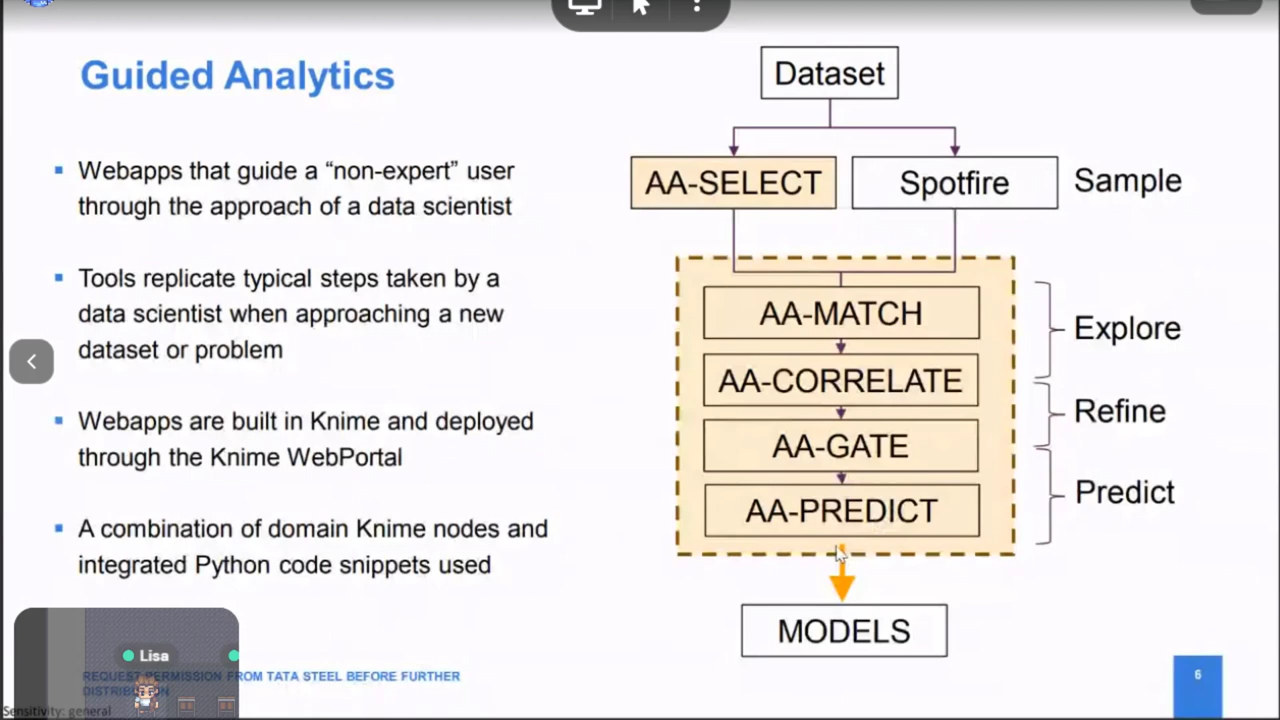 Guided Analytics
Webapps that guide a “non-expert” user
through the approach of a data scientist
Tools replicate typical steps taken by a
data scientist when approaching a new
dataset or problem
Webapps are built in Knime and deployed
through the Knime WebPortal
A combination of domain Knime nodes and
integrated Python code snippets used
Dataset
AA-SELECT
Spotfire
Sample
AA-MATCH
Explore
AA-CORRELATE
Refine
AA-GATE
Predict
AA-PREDICT
MODELS
Lisa
REQUEST PERMISSION FROM TATA STEEL BEFORE FURTHER
DISTRIBUTION
Sensitivity: general
6